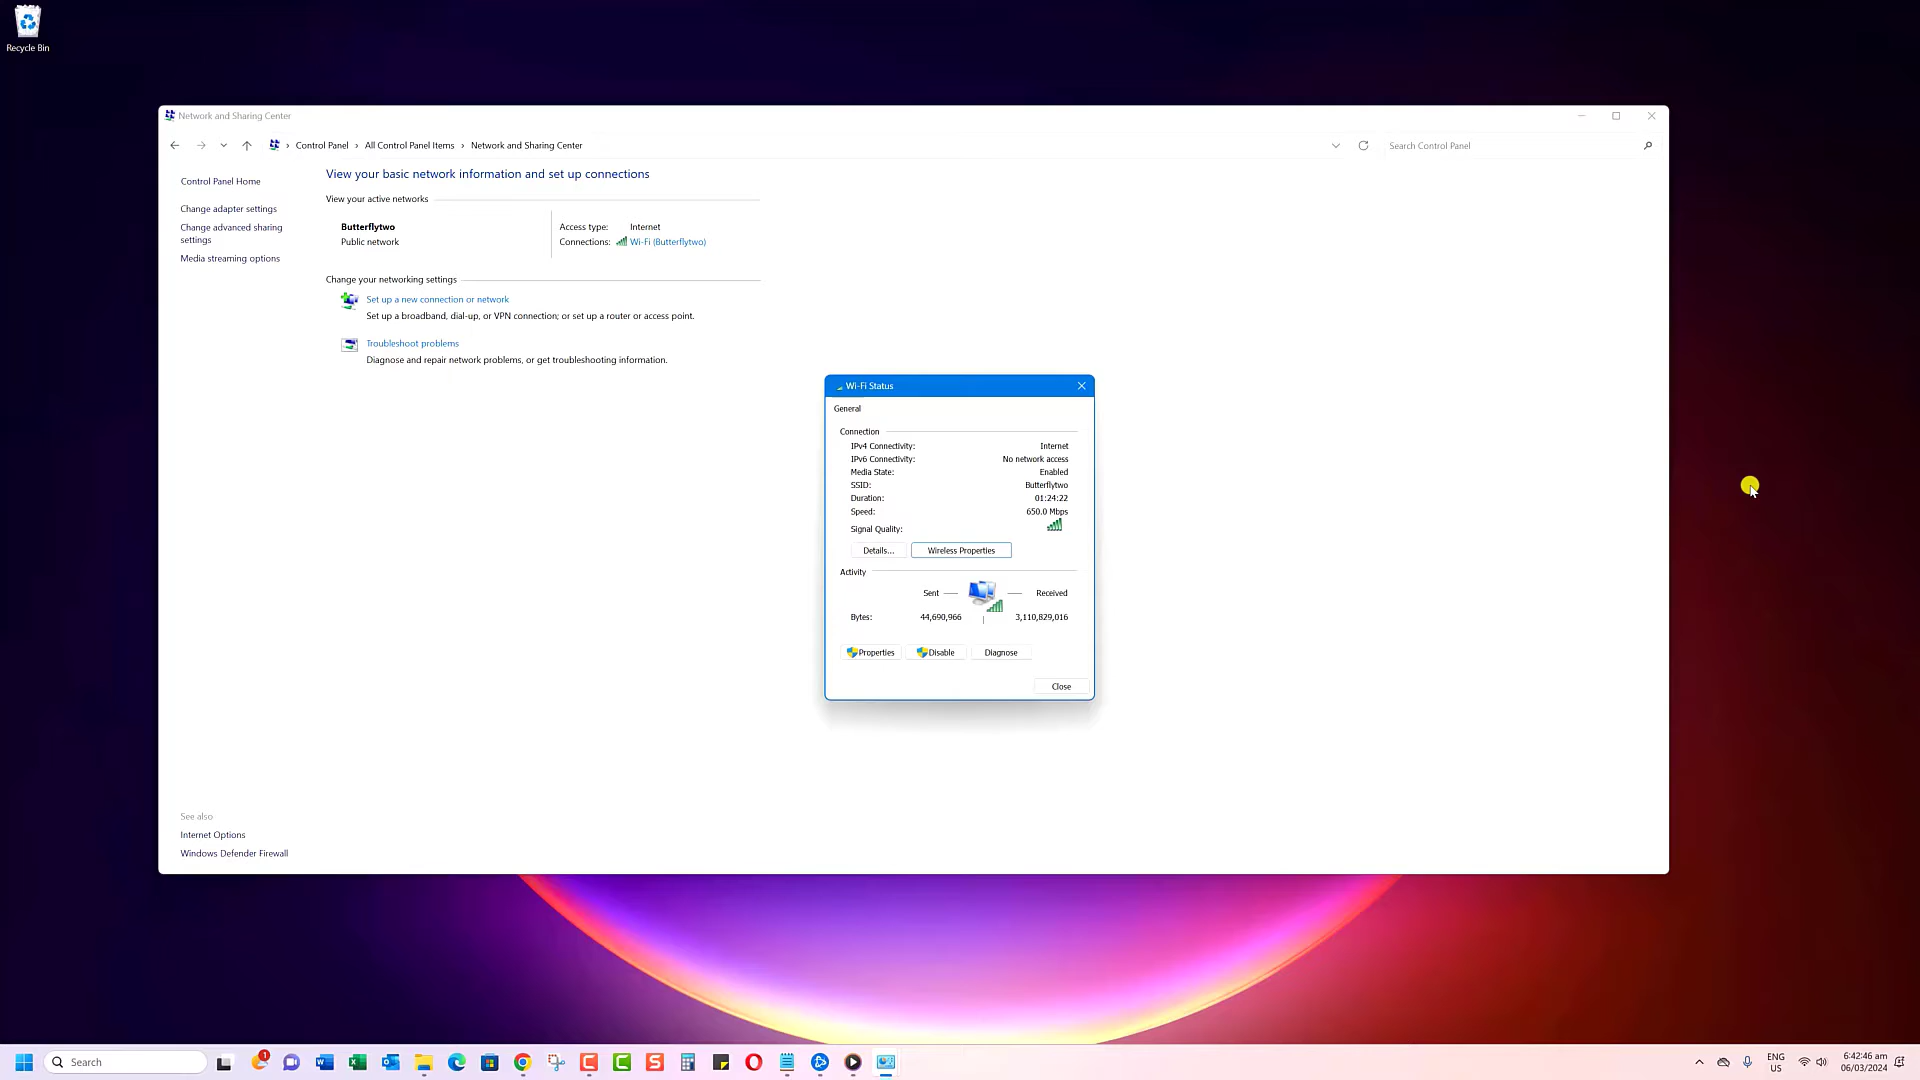 Recycle Bin
Network and Sharing Center
Control Panel
All Control Panel Items
Network and Sharing Center
Search Control Panel
Control Panel Home
Change adapter settings
Change advanced sharing
settings
Media streaming options
View your basic network information and set up connections
View your active networks
Butterflytwo
Public network
Access type: Internet
Connections: Wi-Fi (Butterflytwo)
Change your networking settings
Set up a new connection or network
Set up a broadband, dial-up, or VPN connection; or set up a router or access point.
Troubleshoot problems
Diagnose and repair network problems, or get troubleshooting information.
Wi-Fi Status
General
Connection
IPv4 Connectivity: Internet
IPv6 Connectivity: No network access
Media State: Enabled
SSID: Butterflytwo
Duration: 01:24:22
Speed: 650.0 Mbps
Signal Quality:
Details... Wireless Properties
Activity
Sent Received
Bytes: 44,690,966 3,110,829,016
Properties Disable Diagnose
Close
See also
Internet Options
Windows Defender Firewall
Search
1
ENG
US
6:42:46 am
06/03/2024